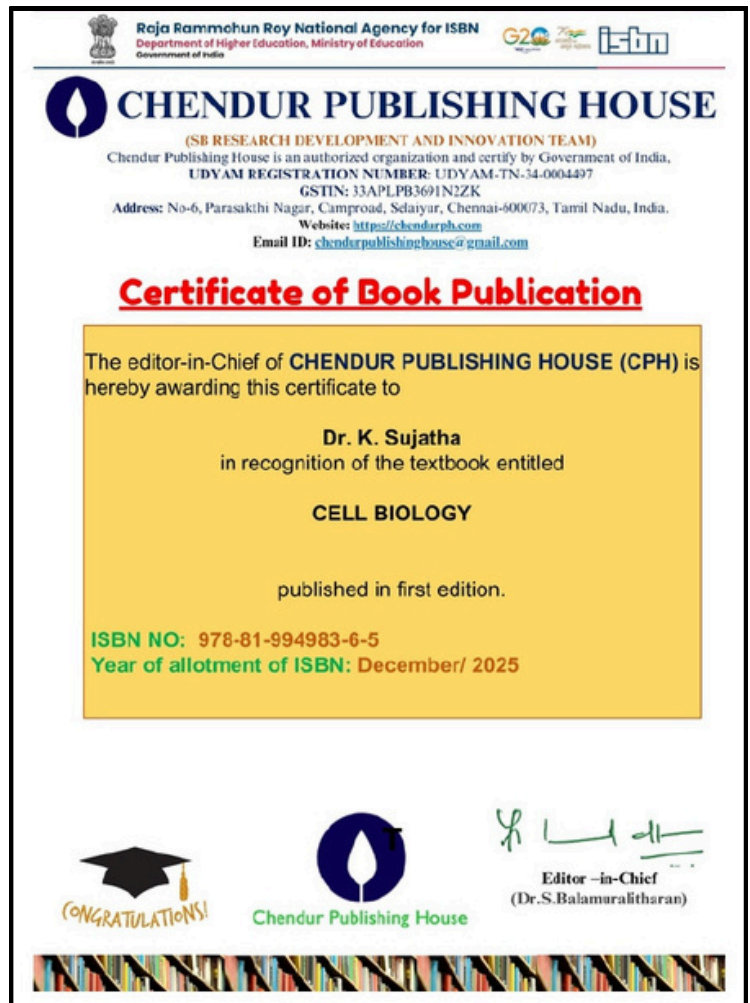 Raja Rammohun Roy National Agency for ISBN
Department of Higher Education, Ministry of Education
Government of India
G20
isbn
CHENDUR PUBLISHING HOUSE
(SB RESEARCH DEVELOPMENT AND INNOVATION TEAM)
Chendur Publishing House is an authorized organization and certify by Government of India,
UDYAM REGISTRATION NUMBER: UDYAM-TN-34-0004497
GSTIN: 33APLPB3691N2ZK
Address: No-6, Parasakthi Nagar, Camproad, Selaiyur, Chennai-600073, Tamil Nadu, India.
Website: https://chendurph.com
Email ID: chendurpublishinghouse@gmail.com
Certificate of Book Publication
The editor-in-Chief of CHENDUR PUBLISHING HOUSE (CPH) is
hereby awarding this certificate to
Dr. K. Sujatha
in recognition of the textbook entitled
CELL BIOLOGY
published in first edition.
ISBN NO: 978-81-994983-6-5
Year of allotment of ISBN: December/ 2025
T
CONGRATULATIONS!
Chendur Publishing House
Editor –in-Chief
(Dr.S.Balamuralitharan)